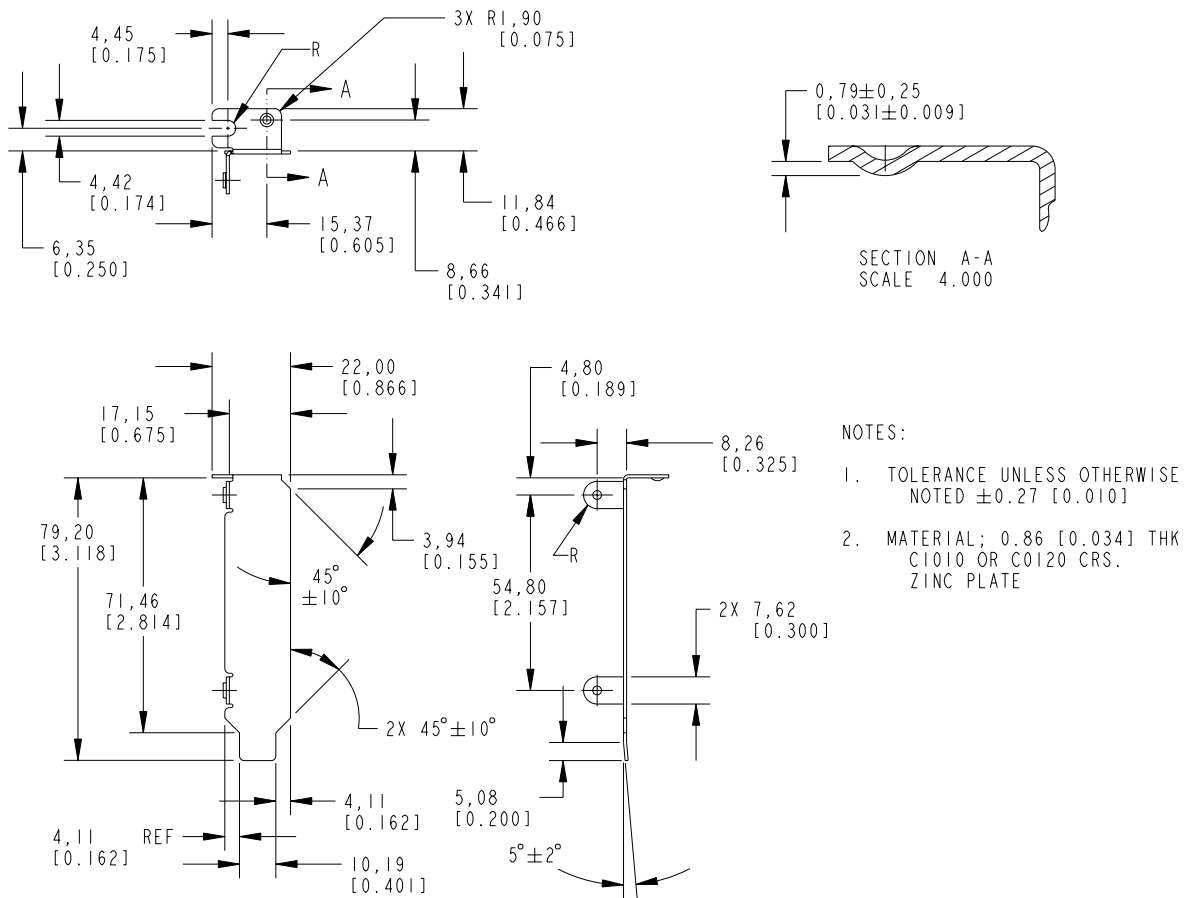 4,45
[0.175]
R
3X R1,90
[0.075]
A
A
4,42
[0.174]
6,35
[0.250]
15,37
[0.605]
11,84
[0.466]
8,66
[0.341]
0,79±0,25
[0.031±0.009]
SECTION A-A
SCALE 4.000
22,00
[0.866]
17,15
[0.675]
79,20
[3.118]
71,46
[2.814]
3,94
[0.155]
45°
±10°
2X 45°±10°
4,11
[0.162]
4,11 REF
[0.162]
10,19
[0.401]
4,80
[0.189]
8,26
[0.325]
R
54,80
[2.157]
2X 7,62
[0.300]
5,08
[0.200]
5°±2°
NOTES:
1. TOLERANCE UNLESS OTHERWISE
NOTED ±0.27 [0.010]
2. MATERIAL; 0.86 [0.034] THK
C1010 OR C0120 CRS.
ZINC PLATE